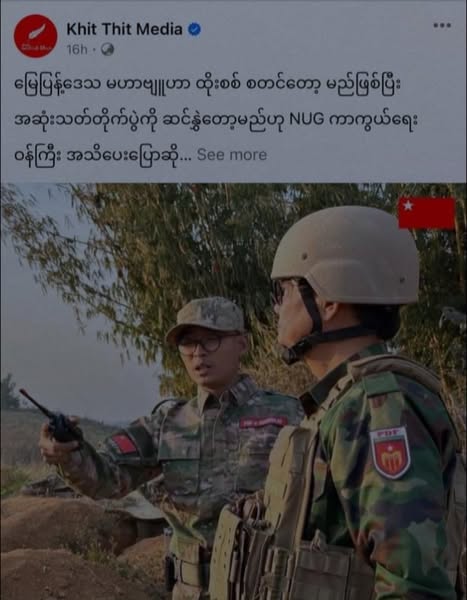 Khit Thit Media
16h ·
မြေပြန့်ဒေသ မဟာဗျူဟာ ထိုးစစ် စတင်တော့ မည်ဖြစ်ပြီး
အဆုံးသတ်တိုက်ပွဲကို ဆင်နွှဲတော့မည်ဟု NUG ကာကွယ်ရေး
ဝန်ကြီး အသိပေးပြောဆို... See more
PDF